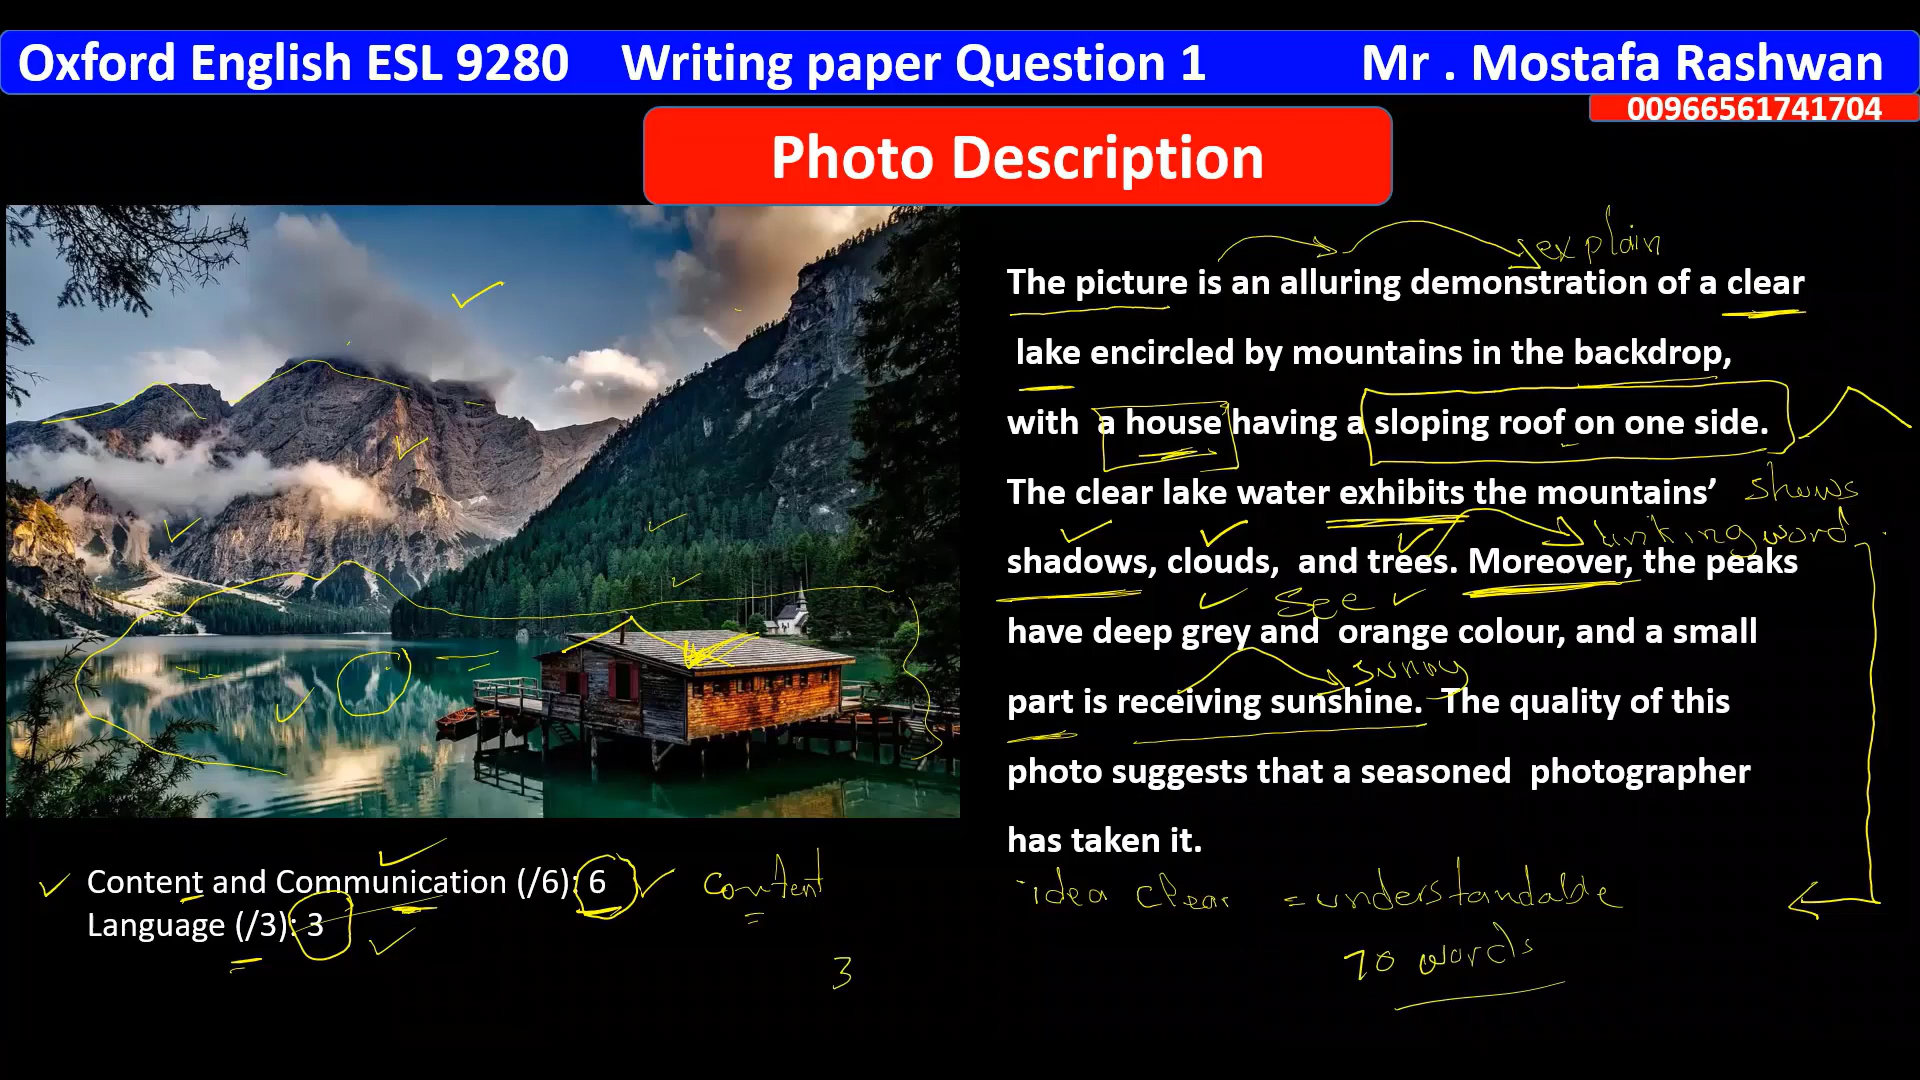 Oxford English ESL 9280 Writing paper Question 1 Mr . Mostafa Rashwan
00966561741704
Photo Description
explain
The picture is an alluring demonstration of a clear
lake encircled by mountains in the backdrop,
with a house having a sloping roof on one side.
The clear lake water exhibits the mountains’ shows
linking word
shadows, clouds, and trees. Moreover, the peaks
see
have deep grey and orange colour, and a small
sunny
part is receiving sunshine. The quality of this
photo suggests that a seasoned photographer
has taken it.
Content and Communication (/6): 6 content
idea clear = understandable
Language (/3): 3
70 words
3